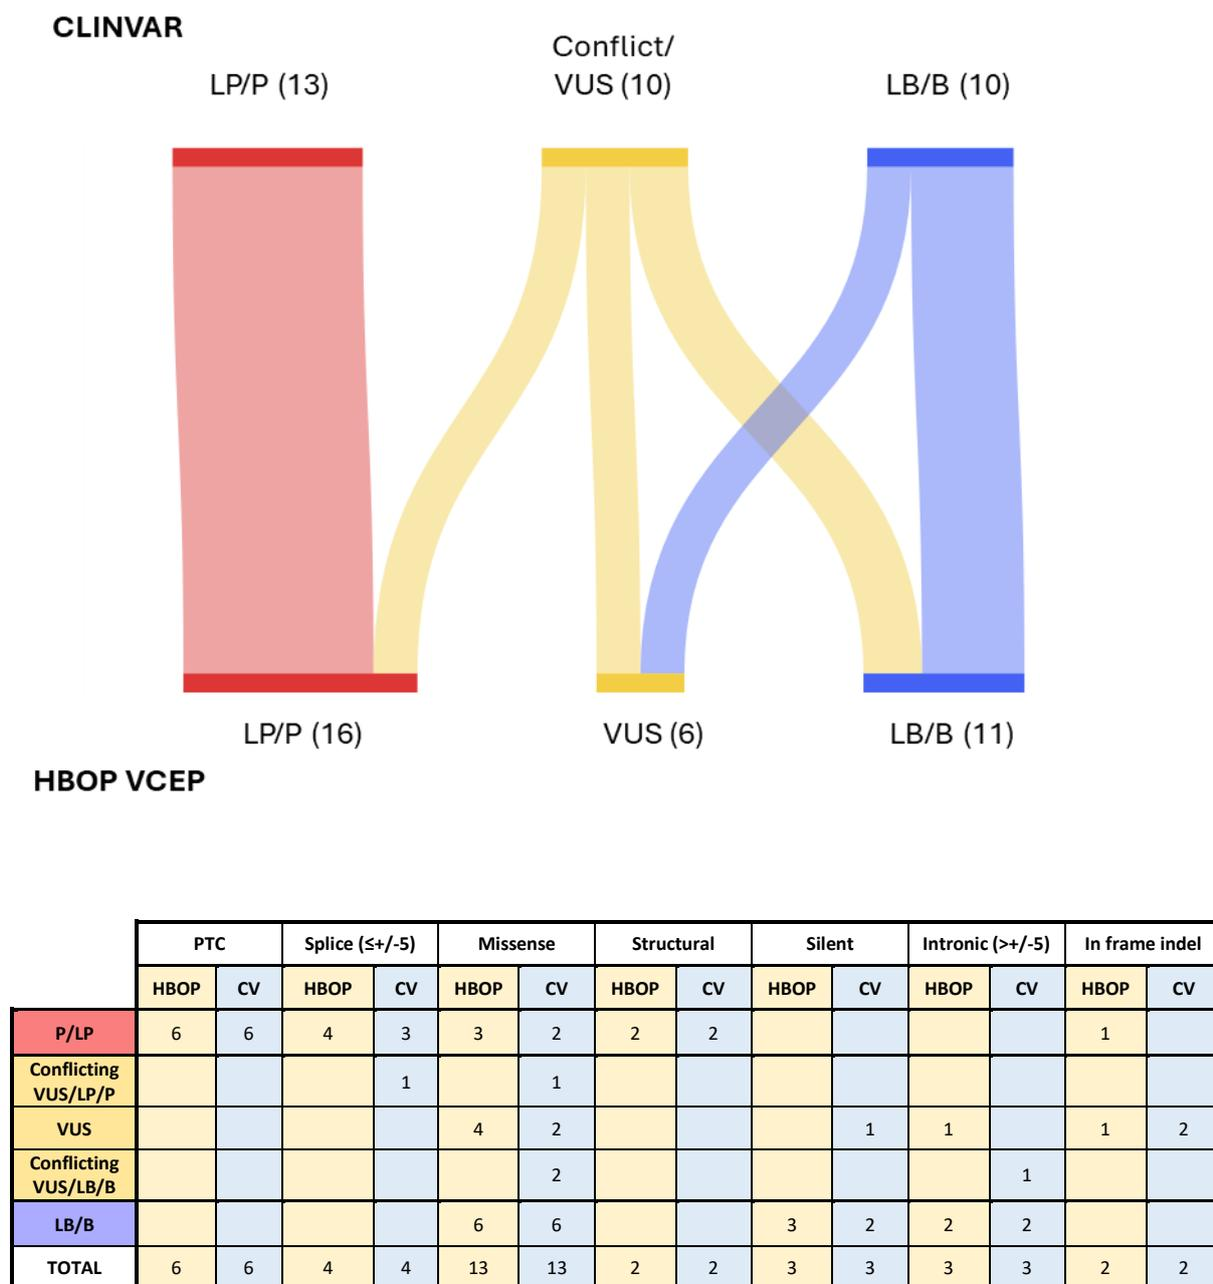 CLINVAR
LP/P (13)
Conflict/
VUS (10)
LB/B (10)
LP/P (16)
VUS (6)
LB/B (11)
HBOP VCEP
PTC Splice (≤+/-5) Missense Structural Silent Intronic (>+/-5) In frame indel
HBOP CV HBOP CV HBOP CV HBOP CV HBOP CV HBOP CV HBOP CV
P/LP 6 6 4 3 3 2 2 2 1
Conflicting
VUS/LP/P 1 1
VUS 4 2 1 1 1 2
Conflicting
VUS/LB/B 2 1
LB/B 6 6 3 2 2 2
TOTAL 6 6 4 4 13 13 2 2 3 3 3 3 2 2